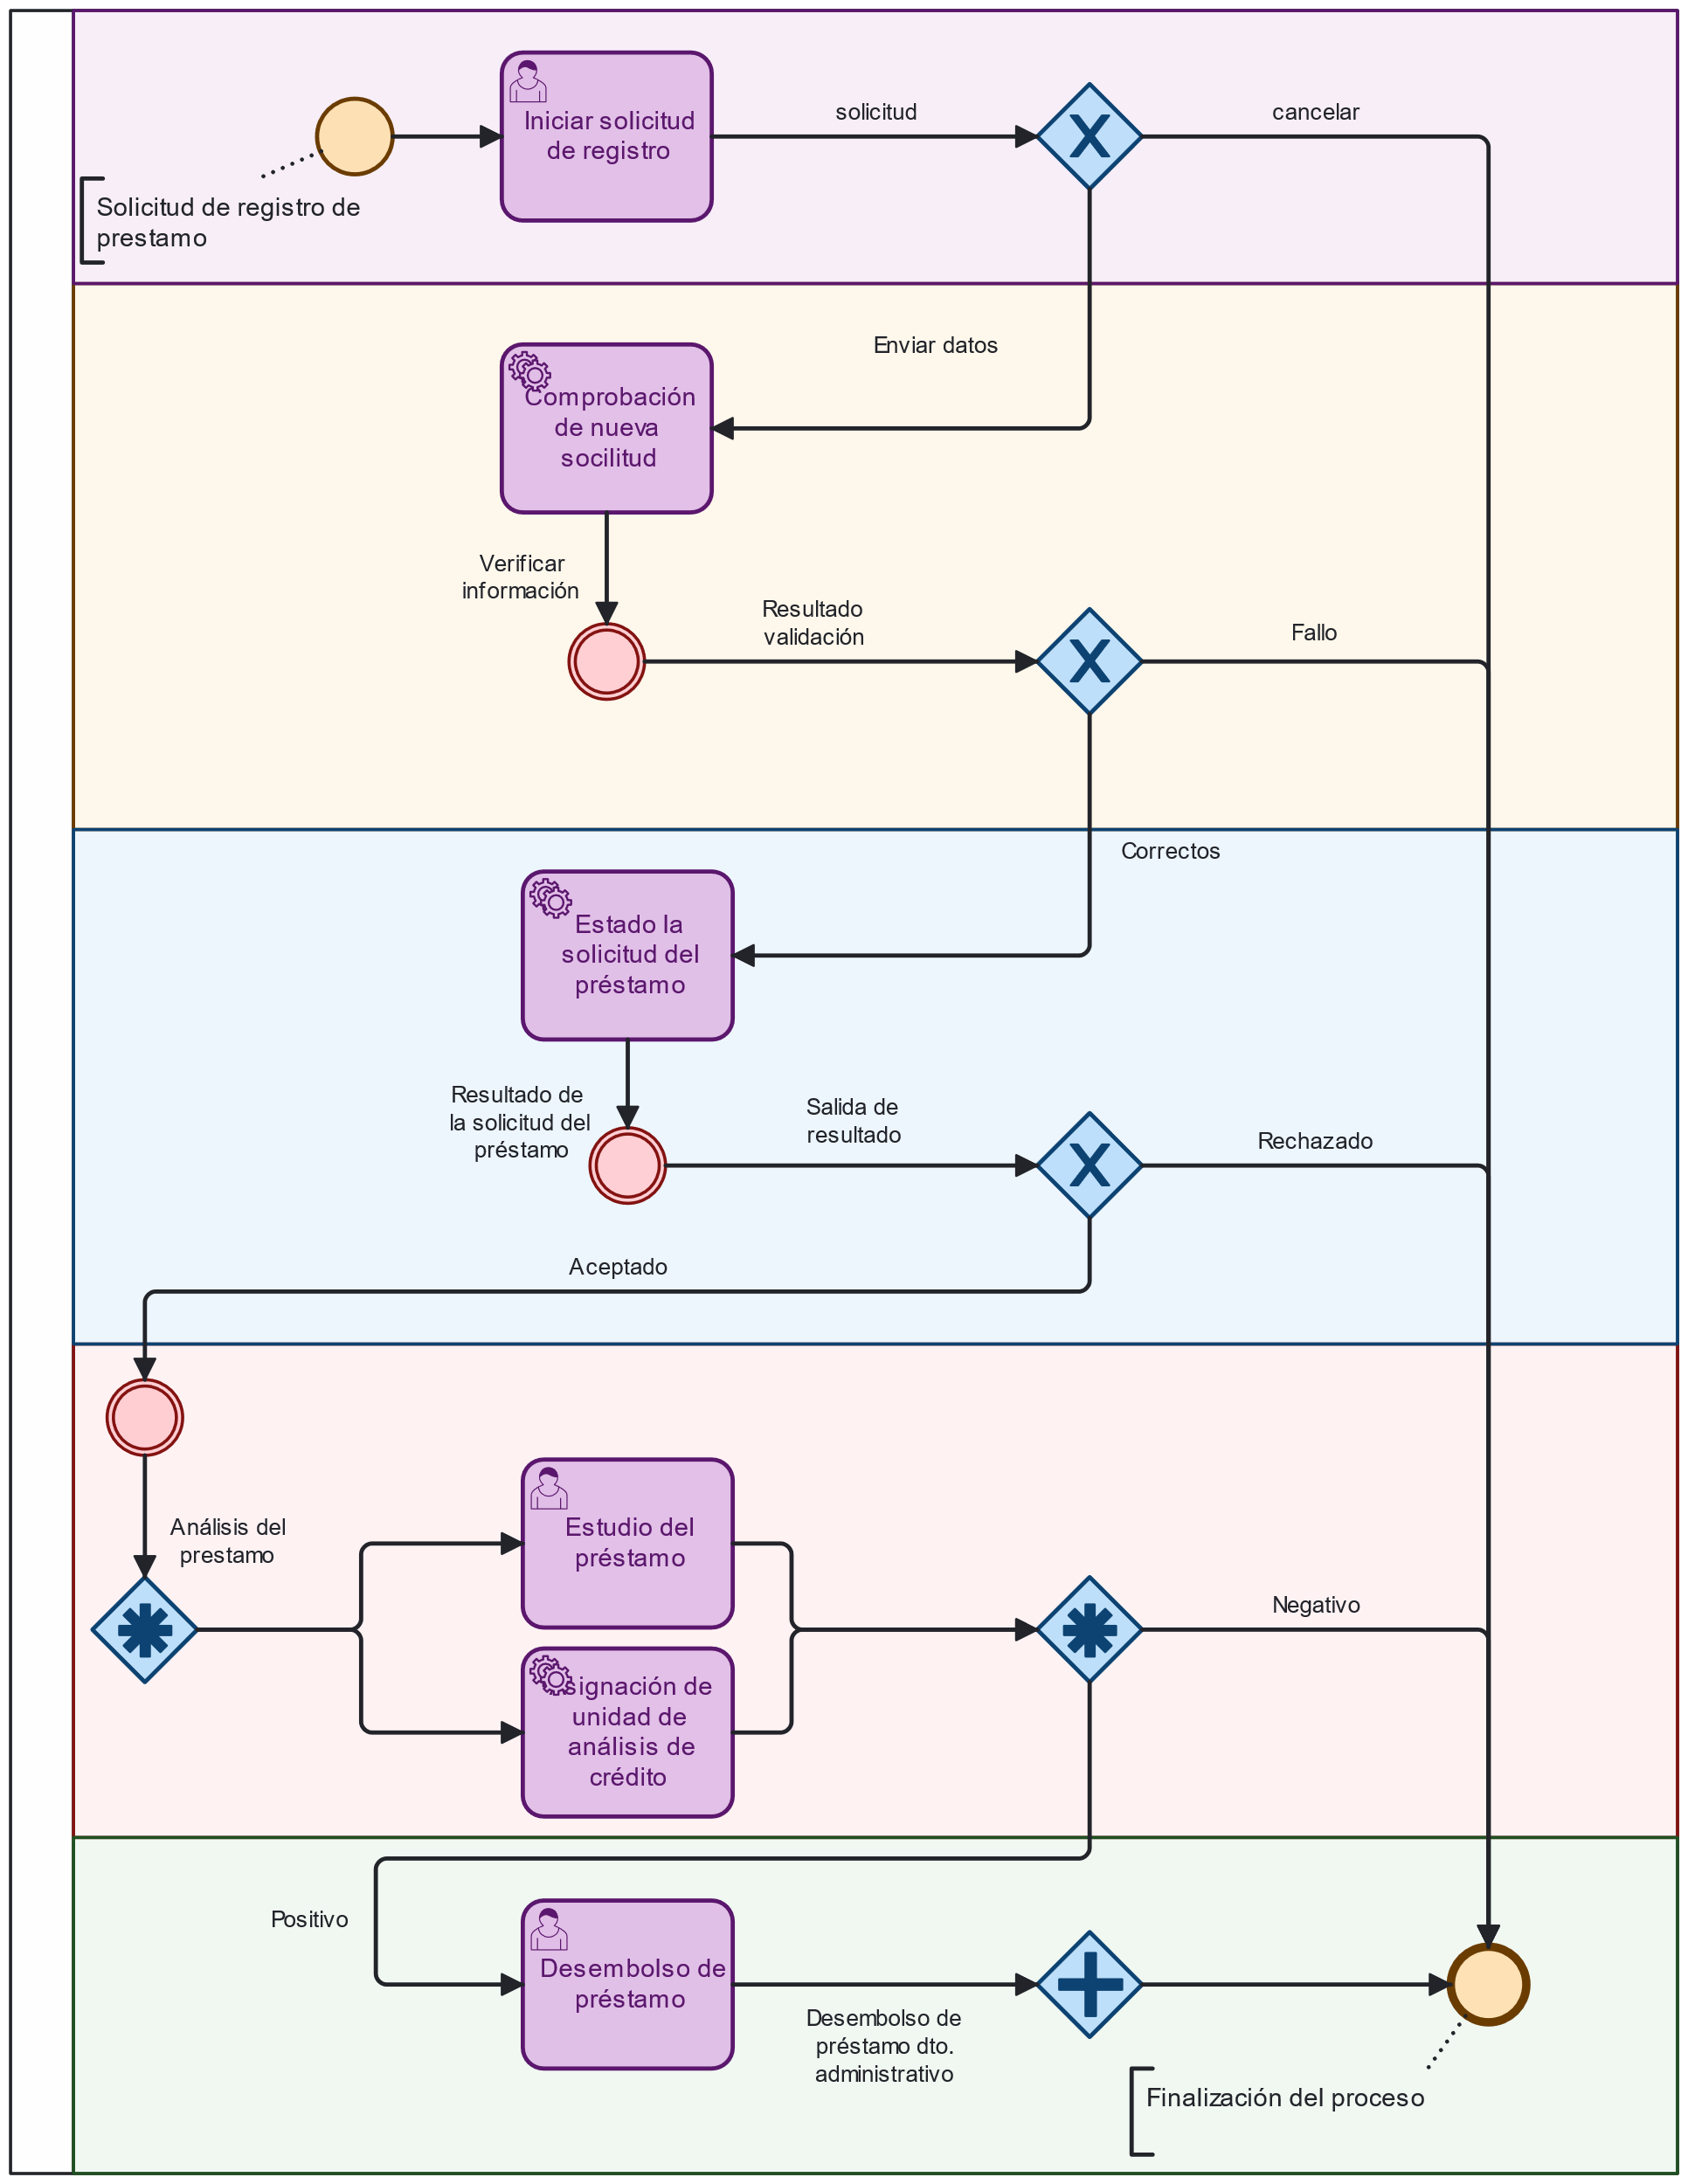 Iniciar solicitud
de registro
solicitud
cancelar
Solicitud de registro de
prestamo
Enviar datos
Comprobación
de nueva
socilitud
Verificar
información
Resultado
validación
Fallo
Correctos
Estado la
solicitud del
préstamo
Resultado de
la solicitud del
préstamo
Salida de
resultado
Rechazado
Aceptado
Análisis del
prestamo
Estudio del
préstamo
Negativo
signación de
unidad de
análisis de
crédito
Positivo
Desembolso de
préstamo
Desembolso de
préstamo dto.
administrativo
Finalización del proceso